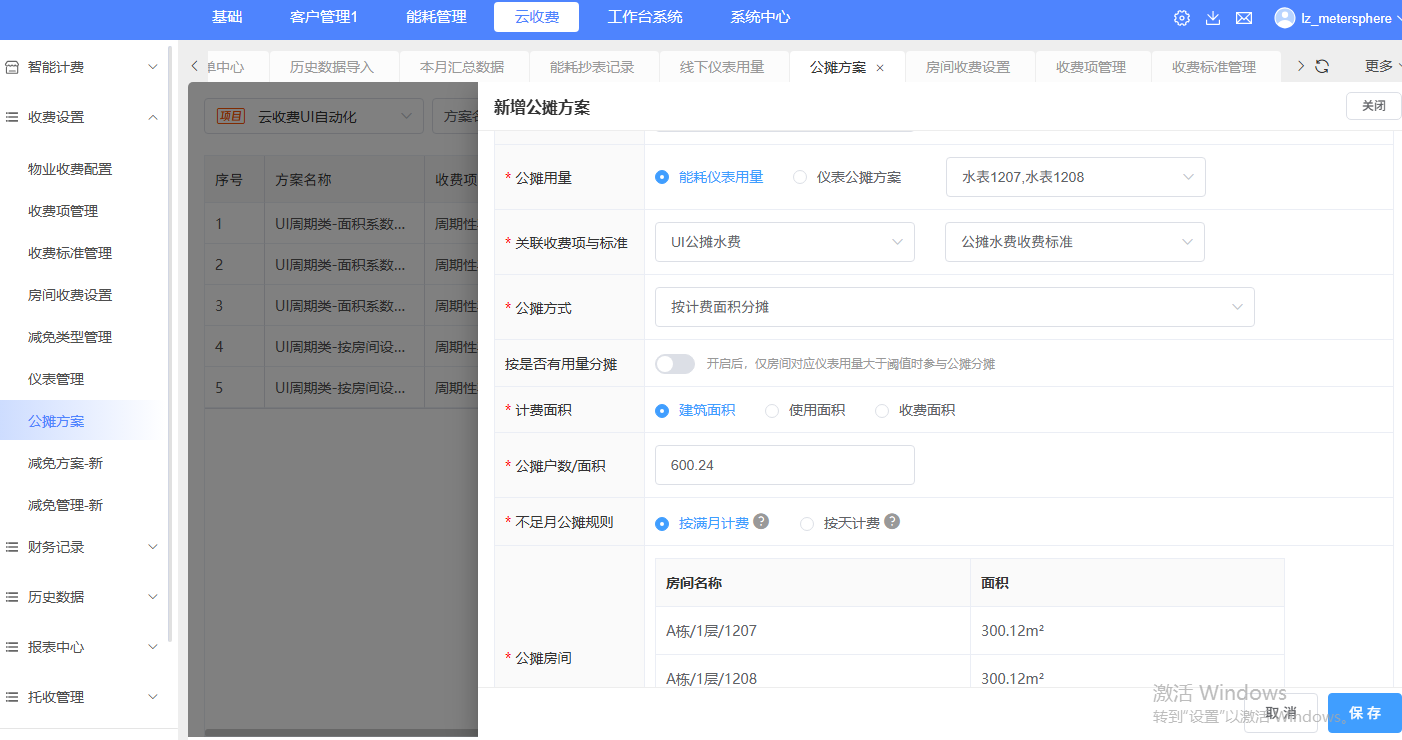 基础 客户管理1 能耗管理 云收费 工作台系统 系统中心 lz_metersphere
智能计费
收费设置
物业收费配置
收费项管理
收费标准管理
房间收费设置
减免类型管理
仪表管理
公摊方案
减免方案-新
减免管理-新
财务记录
历史数据
报表中心
托收管理
单中心 历史数据导入 本月汇总数据 能耗抄表记录 线下仪表用量 公摊方案 × 房间收费设置 收费项管理 收费标准管理 更多
项目 云收费UI自动化 方案名
序号 方案名称 收费项
1 UI周期类-面积系数... 周期性
2 UI周期类-面积系数... 周期性
3 UI周期类-面积系数... 周期性
4 UI周期类-按房间设... 周期性
5 UI周期类-按房间设... 周期性
新增公摊方案 关闭
* 公摊用量 能耗仪表用量 仪表公摊方案 水表1207,水表1208
* 关联收费项与标准 UI公摊水费 公摊水费收费标准
* 公摊方式 按计费面积分摊
按是否有用量分摊 开启后，仅房间对应仪表用量大于阈值时参与公摊分摊
* 计费面积 建筑面积 使用面积 收费面积
* 公摊户数/面积 600.24
* 不足月公摊规则 按满月计费 ? 按天计费 ?
* 公摊房间
房间名称 面积
A栋/1层/1207 300.12m²
A栋/1层/1208 300.12m²
激活 Windows
转到"设置"以激活 Windows。
取消 保存